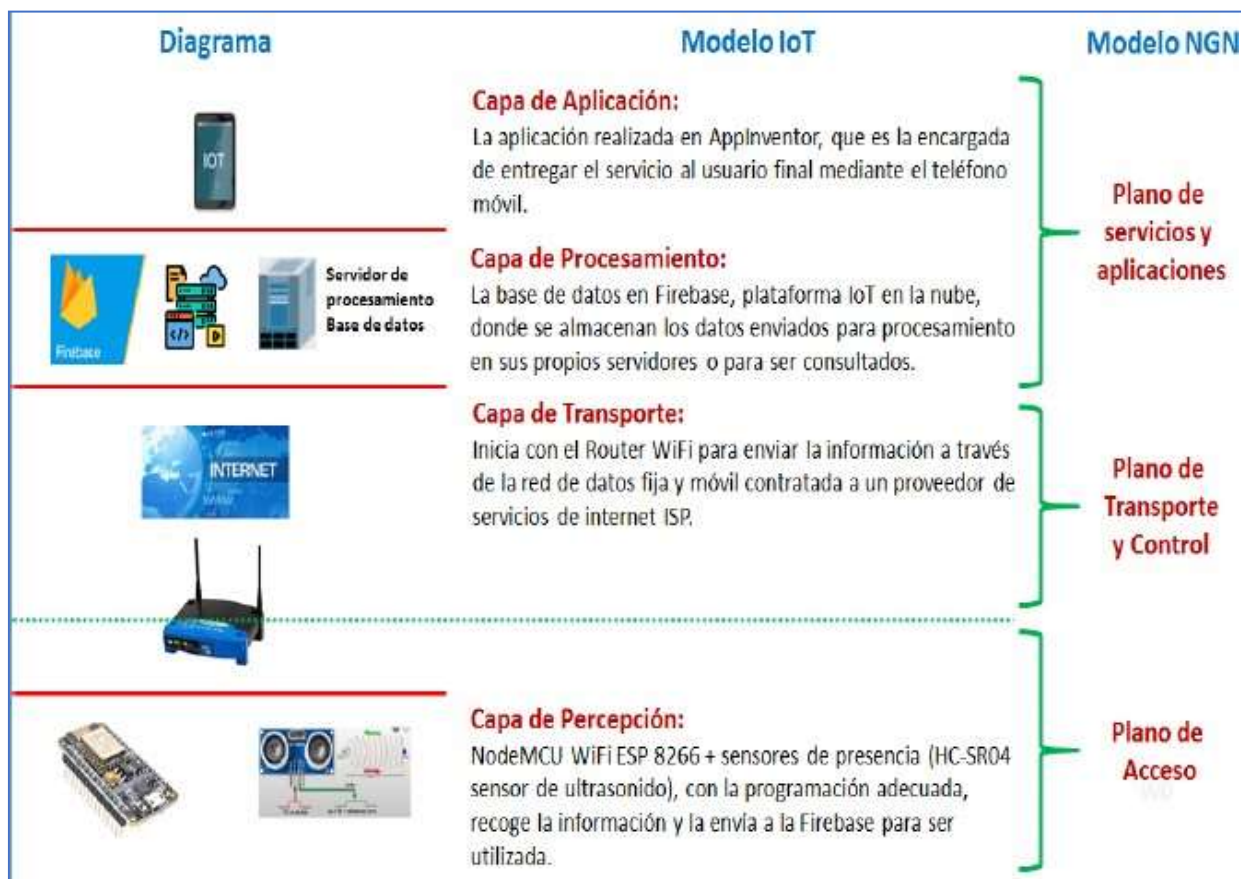 Diagrama
Modelo IoT
Modelo NGN
IOT
Capa de Aplicación:
La aplicación realizada en AppInventor, que es la encargada
de entregar el servicio al usuario final mediante el teléfono
móvil.
Firebase
Servidor de
procesamiento
Base de datos
Capa de Procesamiento:
La base de datos en Firebase, plataforma IoT en la nube,
donde se almacenan los datos enviados para procesamiento
en sus propios servidores o para ser consultados.
Plano de
servicios y
aplicaciones
INTERNET
Capa de Transporte:
Inicia con el Router WiFi para enviar la información a través
de la red de datos fija y móvil contratada a un proveedor de
servicios de internet ISP.
Plano de
Transporte
y Control
Capa de Percepción:
NodeMCU WiFi ESP 8266 + sensores de presencia (HC-SR04
sensor de ultrasonido), con la programación adecuada,
recoge la información y la envía a la Firebase para ser
utilizada.
Plano de
Acceso